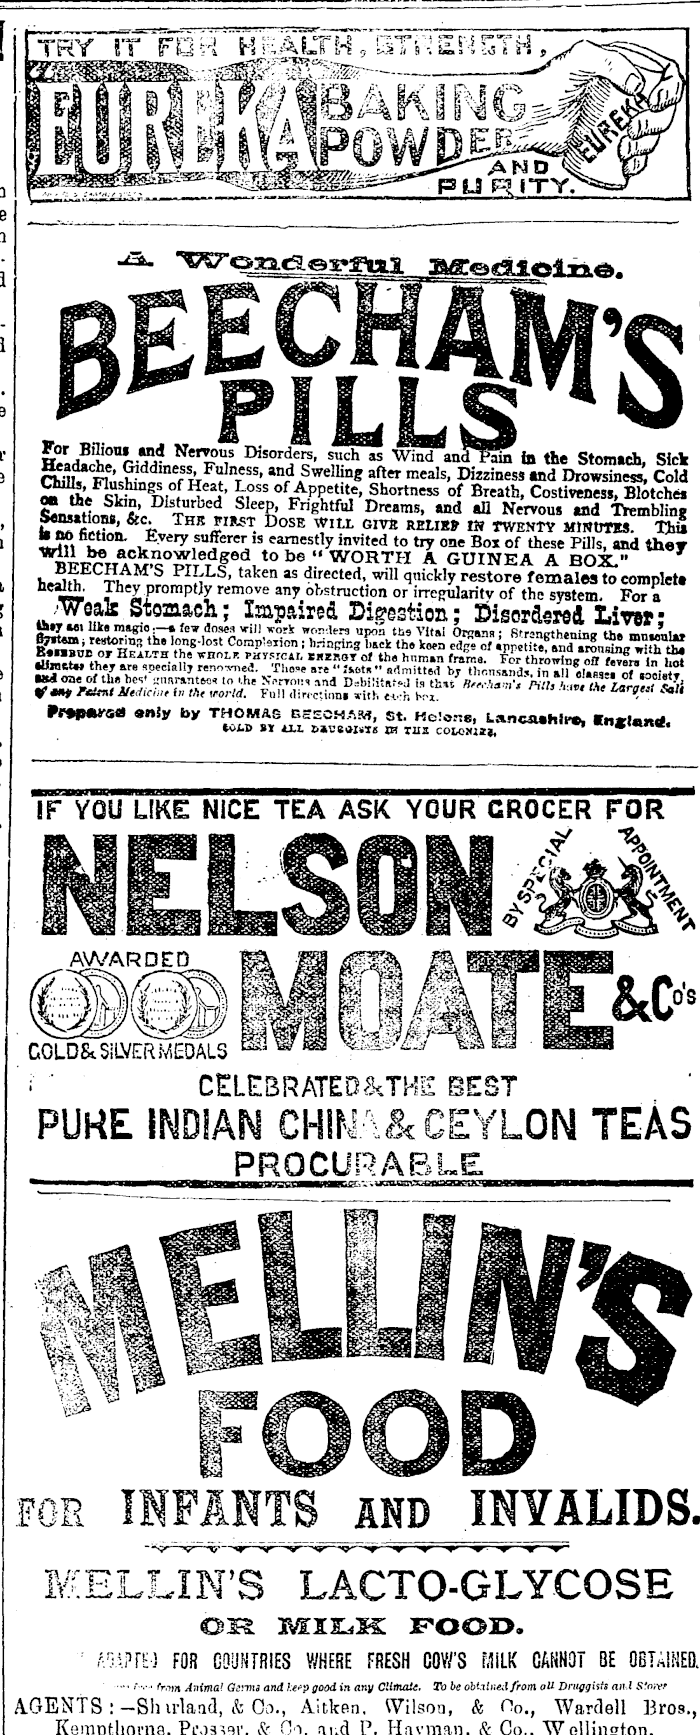 TRY IT FOR HEALTH, STRENGTH,
EUREKA BAKING POWDER
EUREKA
AND
PURITY.
A Wonderful Medicine.
BEECHAM'S
PILLS
For Bilious and Nervous Disorders, such as Wind and Pain in the Stomach, Sick
Headache, Giddiness, Fulness, and Swelling after meals, Dizziness and Drowsiness, Cold
Chills, Flushings of Heat, Loss of Appetite, Shortness of Breath, Costiveness, Blotches
on the Skin, Disturbed Sleep, Frightful Dreams, and all Nervous and Trembling
Sensations, &c. THE FIRST DOSE WILL GIVE RELIEF IN TWENTY MINUTES. This
is no fiction. Every sufferer is earnestly invited to try one Box of these Pills, and they
will be acknowledged to be "WORTH A GUINEA A BOX."
BEECHAM'S PILLS, taken as directed, will quickly restore females to complete
health. They promptly remove any obstruction or irregularity of the system. For a
Weak Stomach; Impaired Digestion; Disordered Liver;
they act like magic:—a few doses will work wonders upon the Vital Organs; Strengthening the muscular
System; restoring the long-lost Complexion; bringing back the keen edge of appetite, and arousing with the
ROSEBUD OF HEALTH the WHOLE PHYSICAL ENERGY of the human frame. For throwing off fevers in hot
climates they are specially renowned. These are "facts" admitted by thousands, in all classes of society,
and one of the best guarantees to the Nervous and Debilitated is that Beecham's Pills have the Largest Sale
of any Patent Medicine in the world. Full directions with each box.
Prepared only by THOMAS BEECHAM, St. Helens, Lancashire, England.
SOLD BY ALL DRUGGISTS IN THE COLONIES.
IF YOU LIKE NICE TEA ASK YOUR GROCER FOR
NELSON
BY SPECIAL APPOINTMENT
AWARDED
MOATE & Co's
GOLD & SILVER MEDALS
CELEBRATED & THE BEST
PURE INDIAN CHINA & CEYLON TEAS
PROCURABLE
MELLIN'S
FOOD
FOR INFANTS AND INVALIDS.
MELLIN'S LACTO-GLYCOSE
OR MILK FOOD.
ADAPTED FOR COUNTRIES WHERE FRESH COW'S MILK CANNOT BE OBTAINED.
from Animal Germs and keep good in any Climate. To be obtained from all Druggists and Storer
AGENTS:—Sharland, & Co., Aitken, Wilson, & Co., Wardell Bros.,
Kempthorne, Prosser, & Co. and P. Hayman, & Co., Wellington.